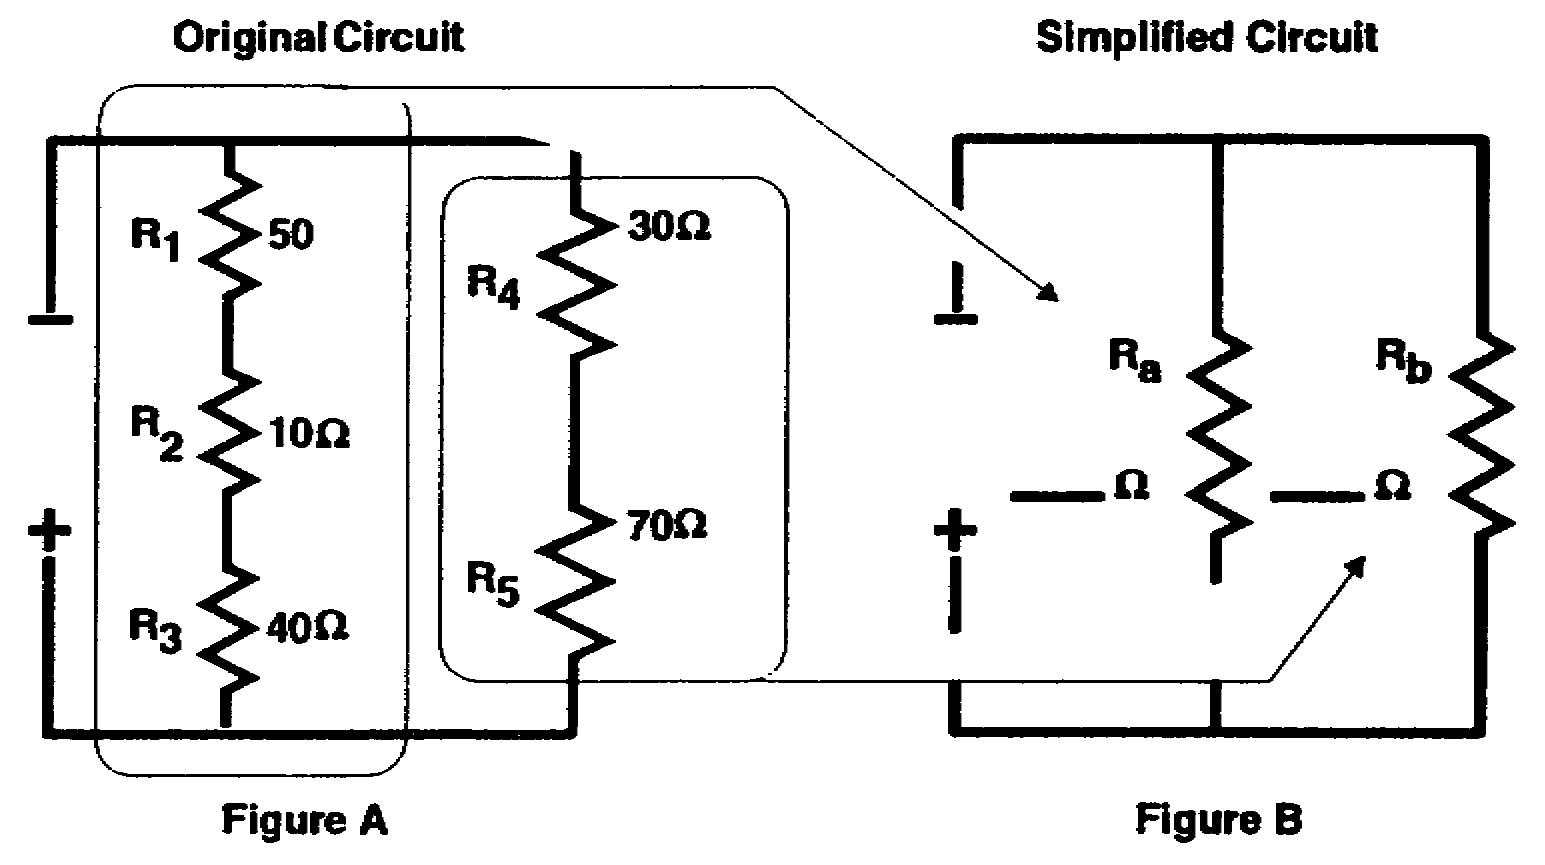 Original Circuit
Simplified Circuit
R1 50
R2 10Ω
R3 40Ω
R4 30Ω
R5 70Ω
−
+
Ra
Ω
Rb
Ω
−
+
Figure A
Figure B